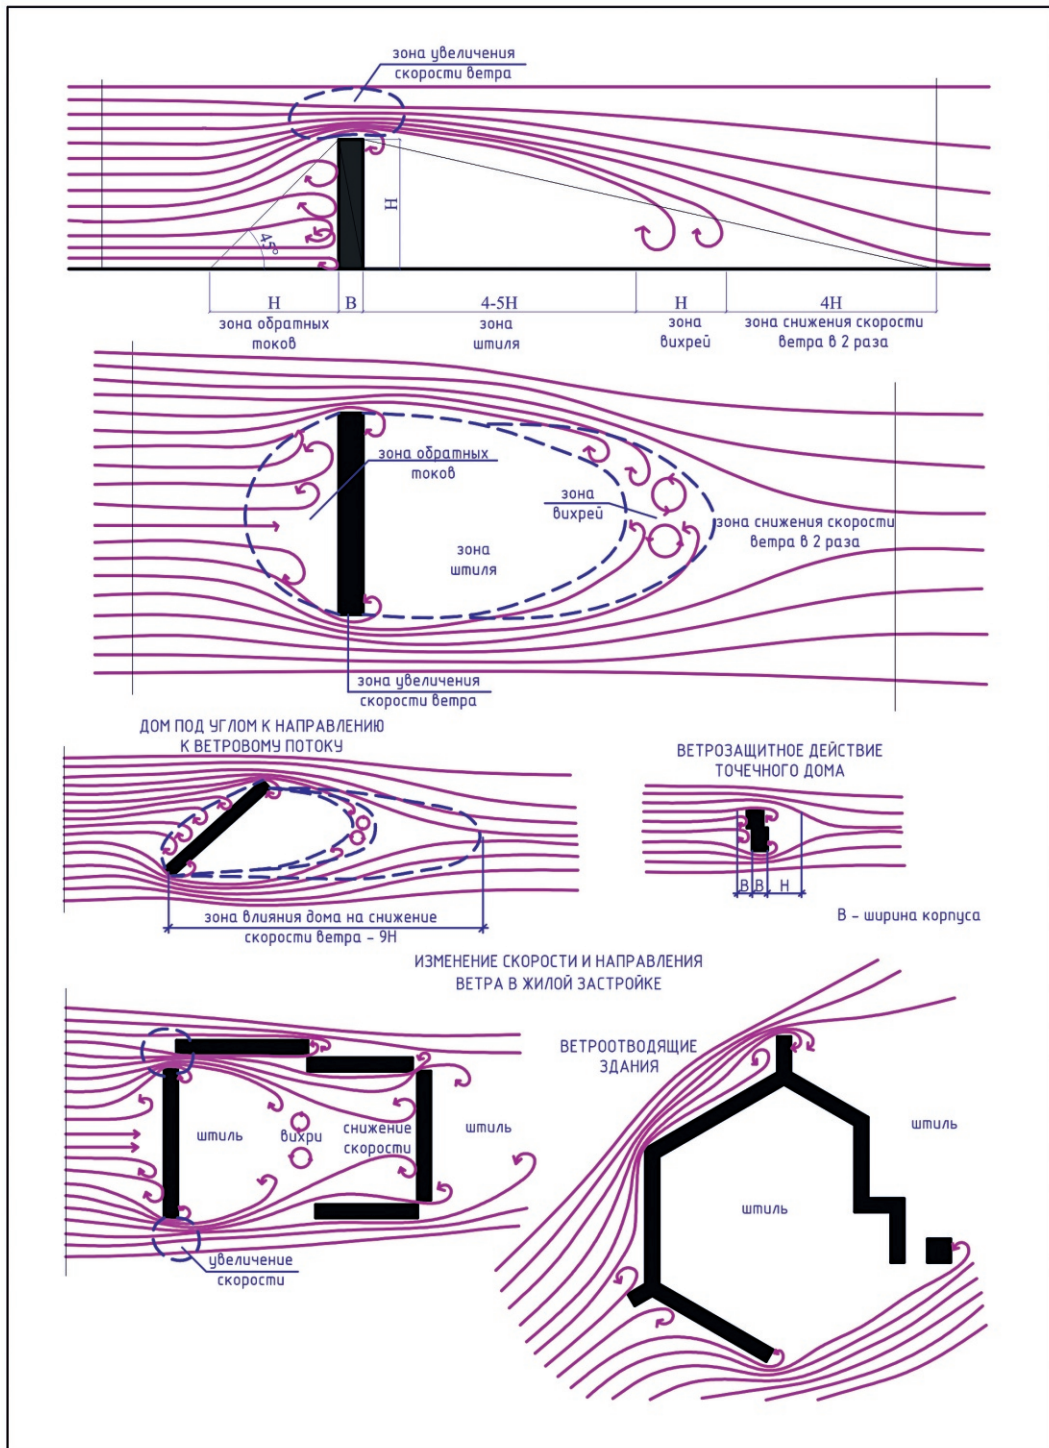 зона увеличения
скорости ветра
H
45°
H
B
4-5H
H
4H
зона обратных
токов
зона
штиля
зона
вихрей
зона снижения скорости
ветра в 2 раза
зона обратных
токов
зона
вихрей
зона
штиля
зона снижения скорости
ветра в 2 раза
зона увеличения
скорости ветра
ДОМ ПОД УГЛОМ К НАПРАВЛЕНИЮ
К ВЕТРОВОМУ ПОТОКУ
зона влияния дома на снижение
скорости ветра - 9Н
ВЕТРОЗАЩИТНОЕ ДЕЙСТВИЕ
ТОЧЕЧНОГО ДОМА
В
В
Н
В - ширина корпуса
ИЗМЕНЕНИЕ СКОРОСТИ И НАПРАВЛЕНИЯ
ВЕТРА В ЖИЛОЙ ЗАСТРОЙКЕ
штиль
вихри
снижение
скорости
штиль
увеличение
скорости
ВЕТРООТВОДЯЩИЕ
ЗДАНИЯ
штиль
штиль